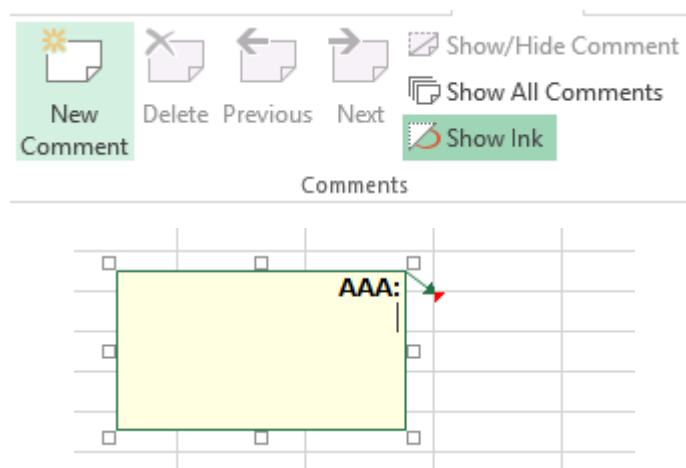 New
Comment
Delete
Previous
Next
Show/Hide Comment
Show All Comments
Show Ink
Comments
AAA: